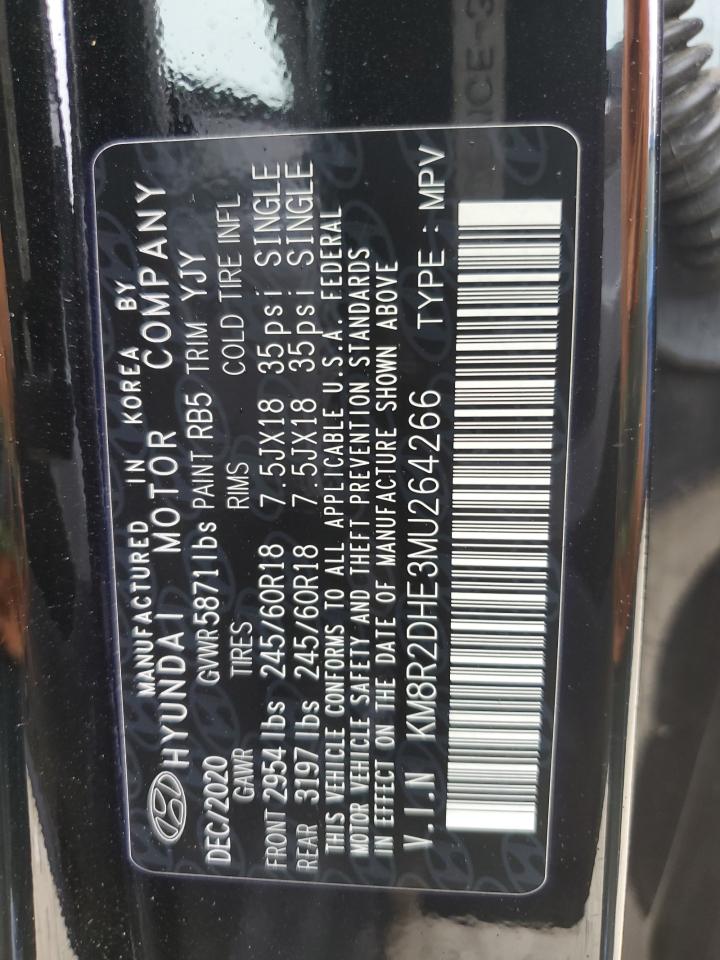 MANUFACTURED IN KOREA BY
HYUNDAI MOTOR COMPANY
DEC/2020 GVWR 5871lbs PAINT RB5 TRIM YJY
GAWR TIRES RIMS COLD TIRE INFL
FRONT 2954 lbs 245/60R18 7.5JX18 35psi SINGLE
REAR 3197 lbs 245/60R18 7.5JX18 35psi SINGLE
THIS VEHICLE CONFORMS TO ALL APPLICABLE U.S.A. FEDERAL
MOTOR VEHICLE SAFETY AND THEFT PREVENTION STANDARDS
IN EFFECT ON THE DATE OF MANUFACTURE SHOWN ABOVE
V.I.N KM8R2DHE3MU264266 TYPE : MPV